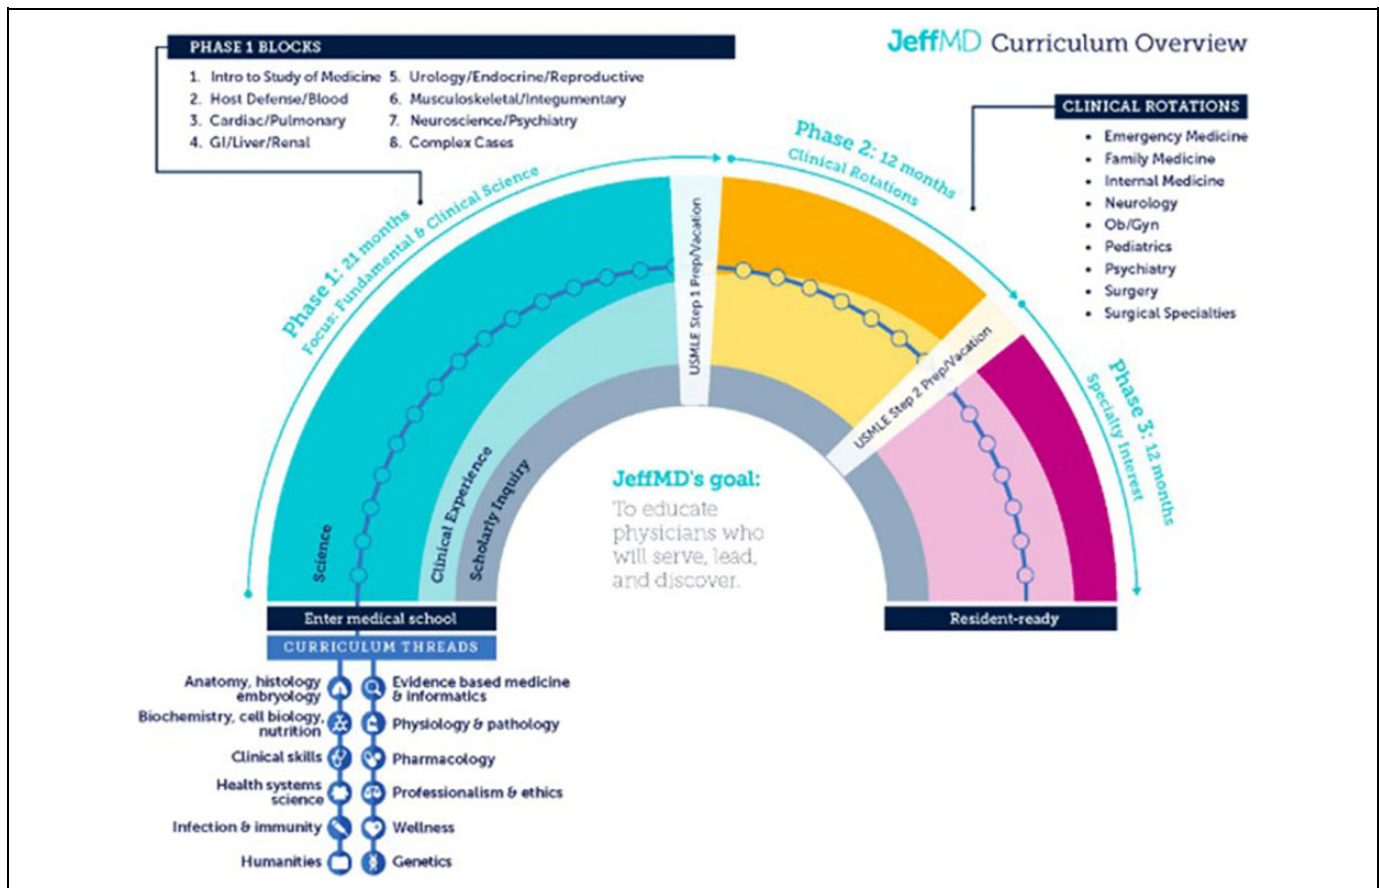 JeffMD Curriculum Overview
PHASE 1 BLOCKS
1. Intro to Study of Medicine
2. Host Defense/Blood
3. Cardiac/Pulmonary
4. GI/Liver/Renal
5. Urology/Endocrine/Reproductive
6. Musculoskeletal/Integumentary
7. Neuroscience/Psychiatry
8. Complex Cases
CLINICAL ROTATIONS
• Emergency Medicine
• Family Medicine
• Internal Medicine
• Neurology
• Ob/Gyn
• Pediatrics
• Psychiatry
• Surgery
• Surgical Specialties
Phase 1: 21 months
Focus: Fundamental & Clinical Science
USMLE Step 1 Prep/Vacation
Phase 2: 12 months
Clinical Rotations
USMLE Step 2 Prep/Vacation
Phase 3: 12 months
Specialty Interest
Science
Clinical Experience
Scholarly Inquiry
JeffMD's goal:
To educate
physicians who
will serve, lead,
and discover.
Enter medical school
Resident-ready
CURRICULUM THREADS
Anatomy, histology
embryology
Biochemistry, cell biology,
nutrition
Clinical skills
Health systems
science
Infection & immunity
Humanities
Evidence based medicine
& informatics
Physiology & pathology
Pharmacology
Professionalism & ethics
Wellness
Genetics